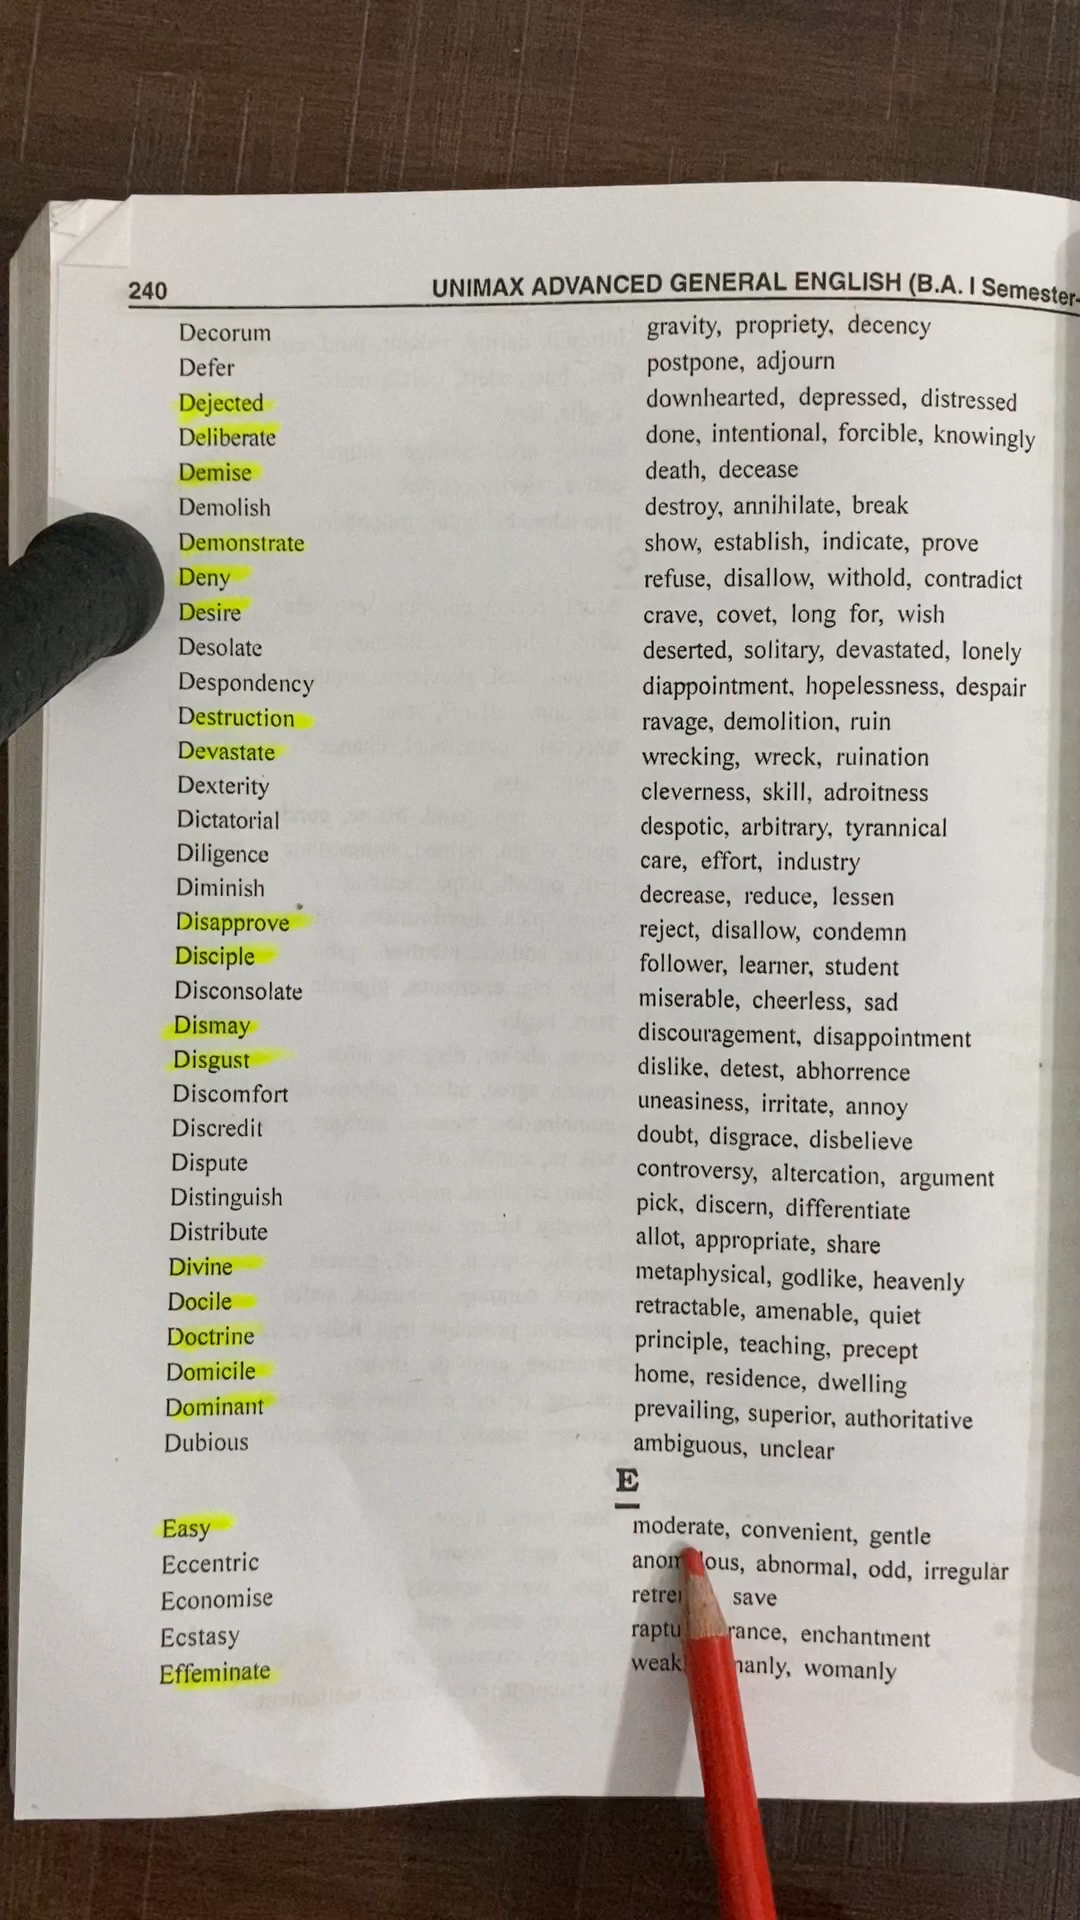 240 UNIMAX ADVANCED GENERAL ENGLISH (B.A. I Semester-
Decorum gravity, propriety, decency
Defer postpone, adjourn
Dejected downhearted, depressed, distressed
Deliberate done, intentional, forcible, knowingly
Demise death, decease
Demolish destroy, annihilate, break
Demonstrate show, establish, indicate, prove
Deny refuse, disallow, withold, contradict
Desire crave, covet, long for, wish
Desolate deserted, solitary, devastated, lonely
Despondency diappointment, hopelessness, despair
Destruction ravage, demolition, ruin
Devastate wrecking, wreck, ruination
Dexterity cleverness, skill, adroitness
Dictatorial despotic, arbitrary, tyrannical
Diligence care, effort, industry
Diminish decrease, reduce, lessen
Disapprove reject, disallow, condemn
Disciple follower, learner, student
Disconsolate miserable, cheerless, sad
Dismay discouragement, disappointment
Disgust dislike, detest, abhorrence
Discomfort uneasiness, irritate, annoy
Discredit doubt, disgrace, disbelieve
Dispute controversy, altercation, argument
Distinguish pick, discern, differentiate
Distribute allot, appropriate, share
Divine metaphysical, godlike, heavenly
Docile retractable, amenable, quiet
Doctrine principle, teaching, precept
Domicile home, residence, dwelling
Dominant prevailing, superior, authoritative
Dubious ambiguous, unclear
E
Easy moderate, convenient, gentle
Eccentric abnormal, odd, irregular
Economise save
Ecstasy enchantment
Effeminate womanly